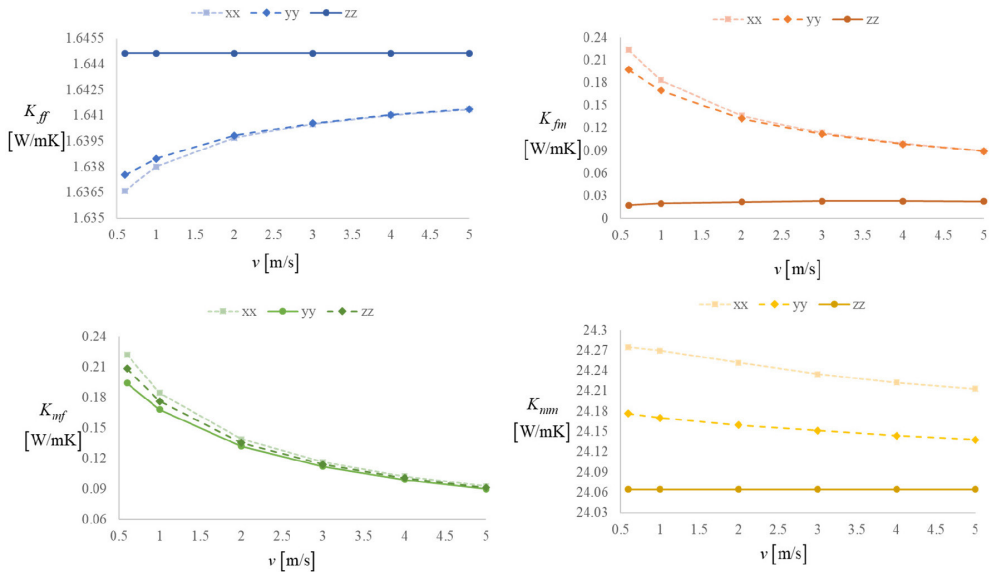 xx yy zz
1.6455
1.644
1.6425
1.641
1.6395
1.638
1.6365
1.635
K_ff
[W/mK]
0.5 1 1.5 2 2.5 3 3.5 4 4.5 5
v [m/s]
xx yy zz
0.24
0.21
0.18
0.15
0.12
0.09
0.06
0.03
0
K_fm
[W/mK]
0.5 1 1.5 2 2.5 3 3.5 4 4.5 5
v [m/s]
xx yy zz
0.24
0.21
0.18
0.15
0.12
0.09
0.06
K_mf
[W/mK]
0.5 1 1.5 2 2.5 3 3.5 4 4.5 5
v [m/s]
xx yy zz
24.3
24.27
24.24
24.21
24.18
24.15
24.12
24.09
24.06
24.03
K_mm
[W/mK]
0.5 1 1.5 2 2.5 3 3.5 4 4.5 5
v [m/s]